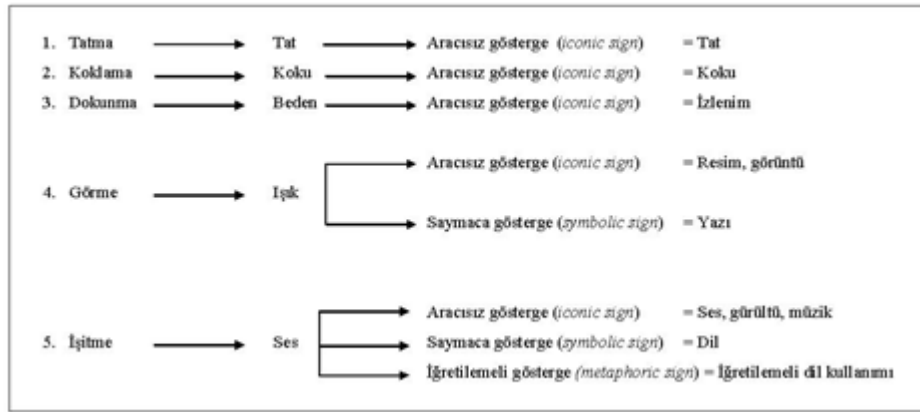 1. Tatma Tat Aracısız gösterge (iconic sign) = Tat
2. Koklama Koku Aracısız gösterge (iconic sign) = Koku
3. Dokunma Beden Aracısız gösterge (iconic sign) = İzlenim
Aracısız gösterge (iconic sign) = Resim, görüntü
4. Görme Işık
Saymaca gösterge (symbolic sign) = Yazı
Aracısız gösterge (iconic sign) = Ses, gürültü, müzik
5. İşitme Ses Saymaca gösterge (symbolic sign) = Dil
İğretilemeli gösterge (metaphoric sign) = İğretilemeli dil kullanımı